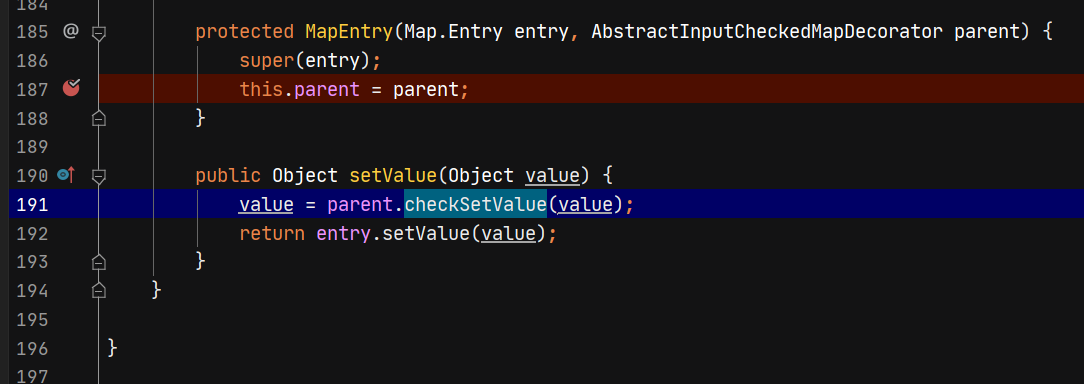 184
185 @ protected MapEntry(Map.Entry entry, AbstractInputCheckedMapDecorator parent) {
186 super(entry);
187 this.parent = parent;
188 }
189
190 public Object setValue(Object value) {
191 value = parent.checkSetValue(value);
192 return entry.setValue(value);
193 }
194 }
195
196 }
197